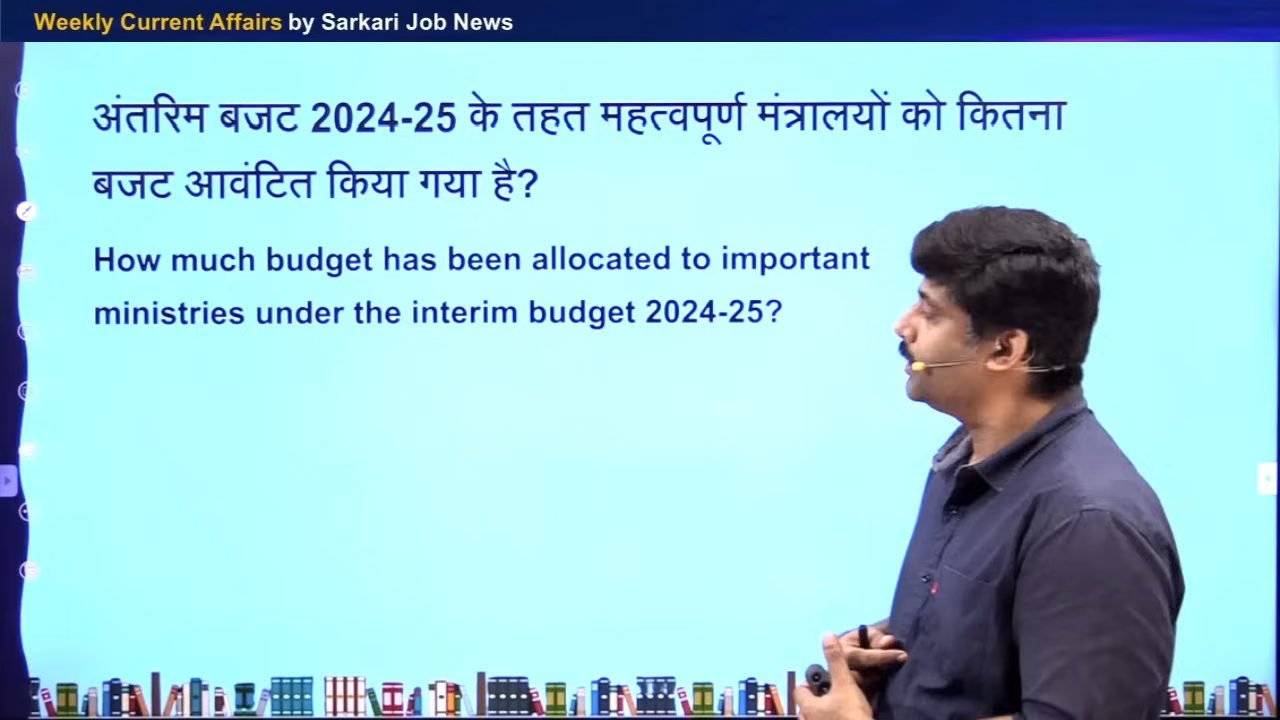 Weekly Current Affairs by Sarkari Job News
अंतरिम बजट 2024-25 के तहत महत्वपूर्ण मंत्रालयों को कितना
बजट आवंटित किया गया है?
How much budget has been allocated to important
ministries under the interim budget 2024-25?